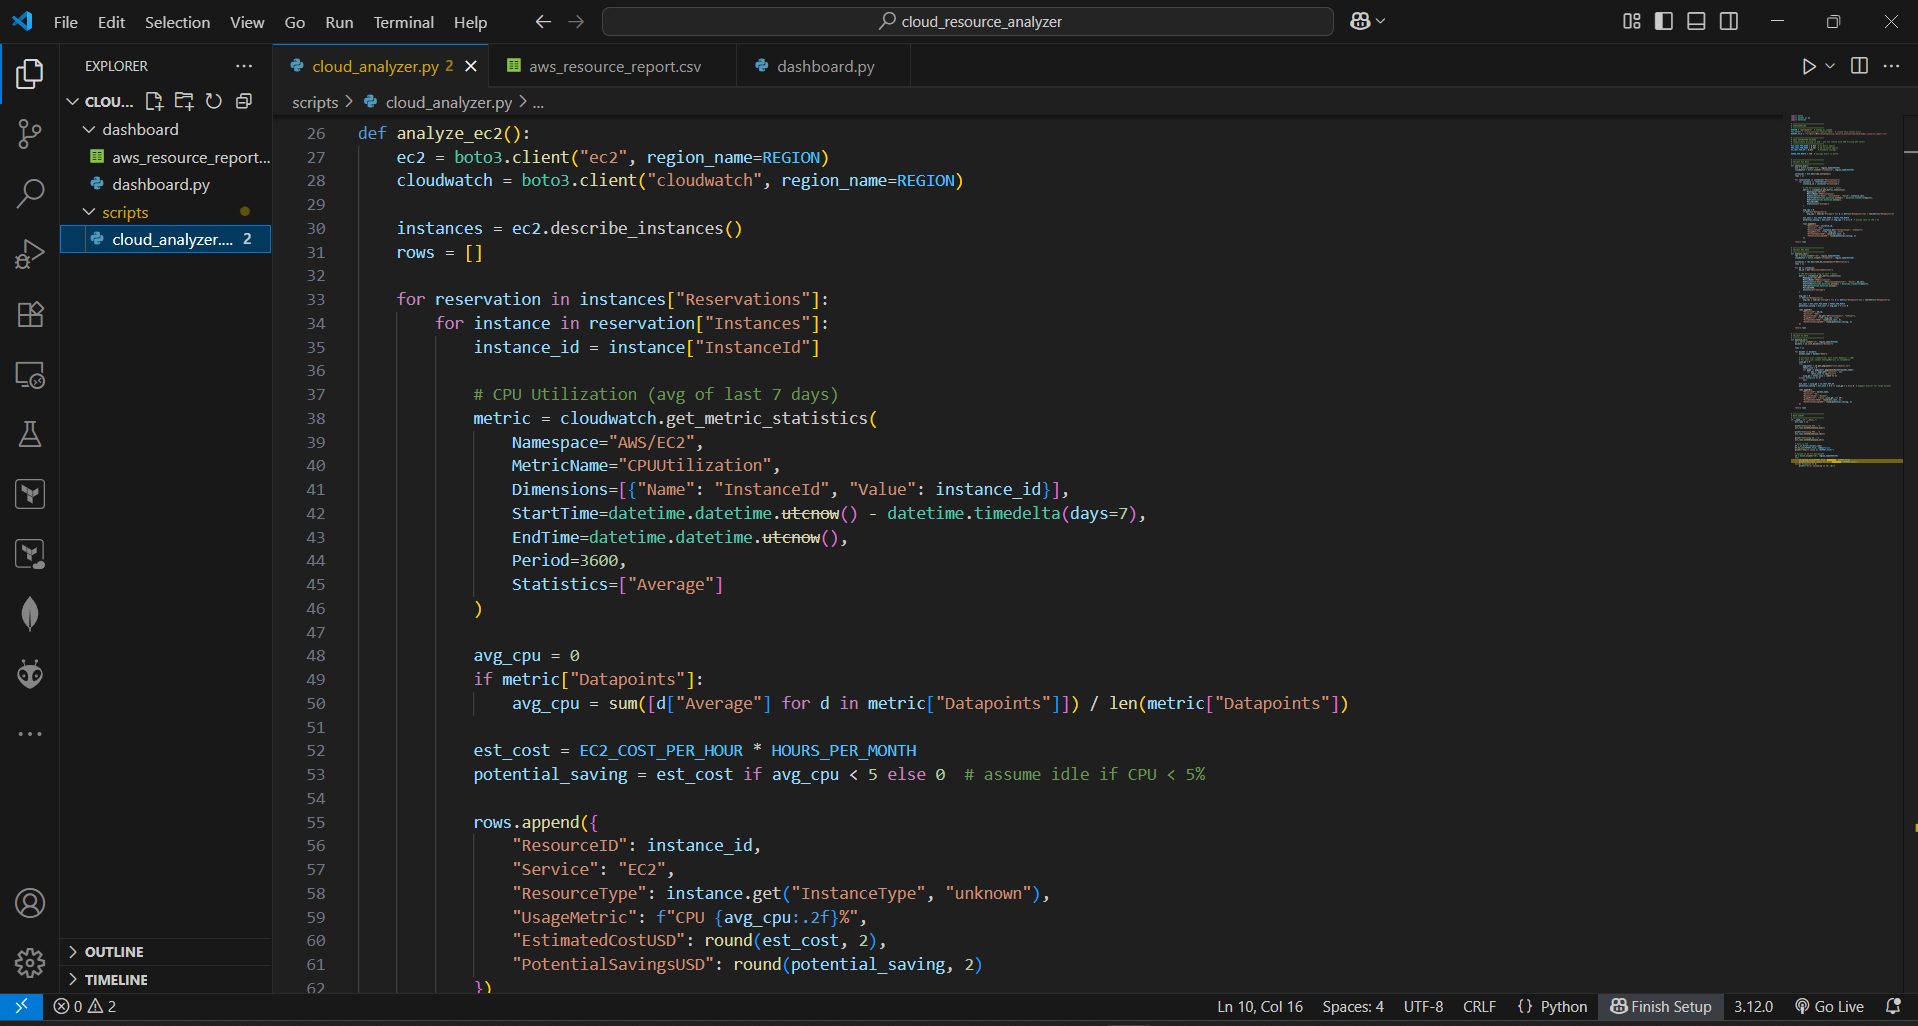 File Edit Selection View Go Run Terminal Help
cloud_resource_analyzer
EXPLORER
cloud_analyzer.py 2
aws_resource_report.csv
dashboard.py
CLOU...
dashboard
aws_resource_report...
dashboard.py
scripts
cloud_analyzer.... 2
scripts > cloud_analyzer.py > ...
26 def analyze_ec2():
27     ec2 = boto3.client("ec2", region_name=REGION)
28     cloudwatch = boto3.client("cloudwatch", region_name=REGION)
29
30     instances = ec2.describe_instances()
31     rows = []
32
33     for reservation in instances["Reservations"]:
34         for instance in reservation["Instances"]:
35             instance_id = instance["InstanceId"]
36
37             # CPU Utilization (avg of last 7 days)
38             metric = cloudwatch.get_metric_statistics(
39                 Namespace="AWS/EC2",
40                 MetricName="CPUUtilization",
41                 Dimensions=[{"Name": "InstanceId", "Value": instance_id}],
42                 StartTime=datetime.datetime.utcnow() - datetime.timedelta(days=7),
43                 EndTime=datetime.datetime.utcnow(),
44                 Period=3600,
45                 Statistics=["Average"]
46             )
47
48             avg_cpu = 0
49             if metric["Datapoints"]:
50                 avg_cpu = sum([d["Average"] for d in metric["Datapoints"]]) / len(metric["Datapoints"])
51
52             est_cost = EC2_COST_PER_HOUR * HOURS_PER_MONTH
53             potential_saving = est_cost if avg_cpu < 5 else 0  # assume idle if CPU < 5%
54
55             rows.append({
56                 "ResourceID": instance_id,
57                 "Service": "EC2",
58                 "ResourceType": instance.get("InstanceType", "unknown"),
59                 "UsageMetric": f"CPU {avg_cpu:.2f}%",
60                 "EstimatedCostUSD": round(est_cost, 2),
61                 "PotentialSavingsUSD": round(potential_saving, 2)
62             })
OUTLINE
TIMELINE
0 2
Ln 10, Col 16 Spaces: 4 UTF-8 CRLF {} Python Finish Setup 3.12.0 Go Live